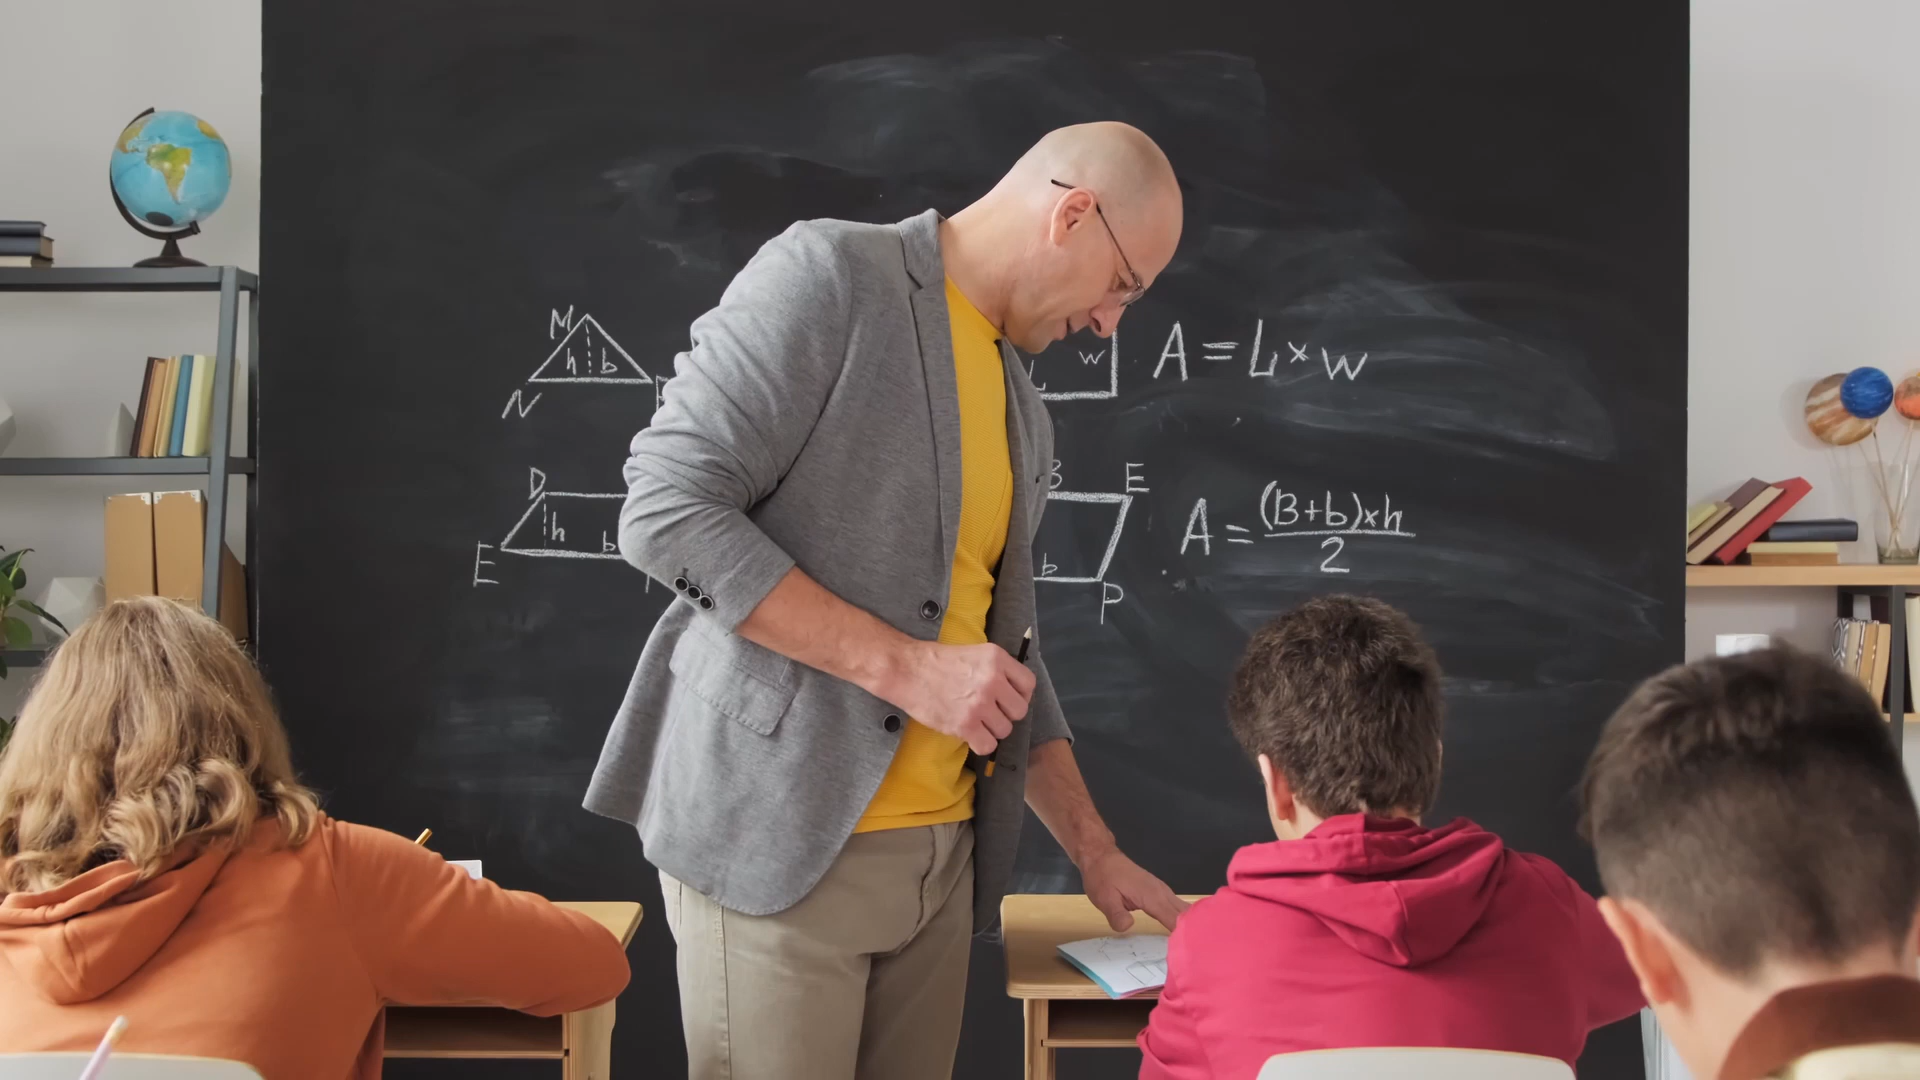 M
h b
N
w
L
A = L × w
D
h
b
E
B E
b
P
A = (B+b)×h / 2